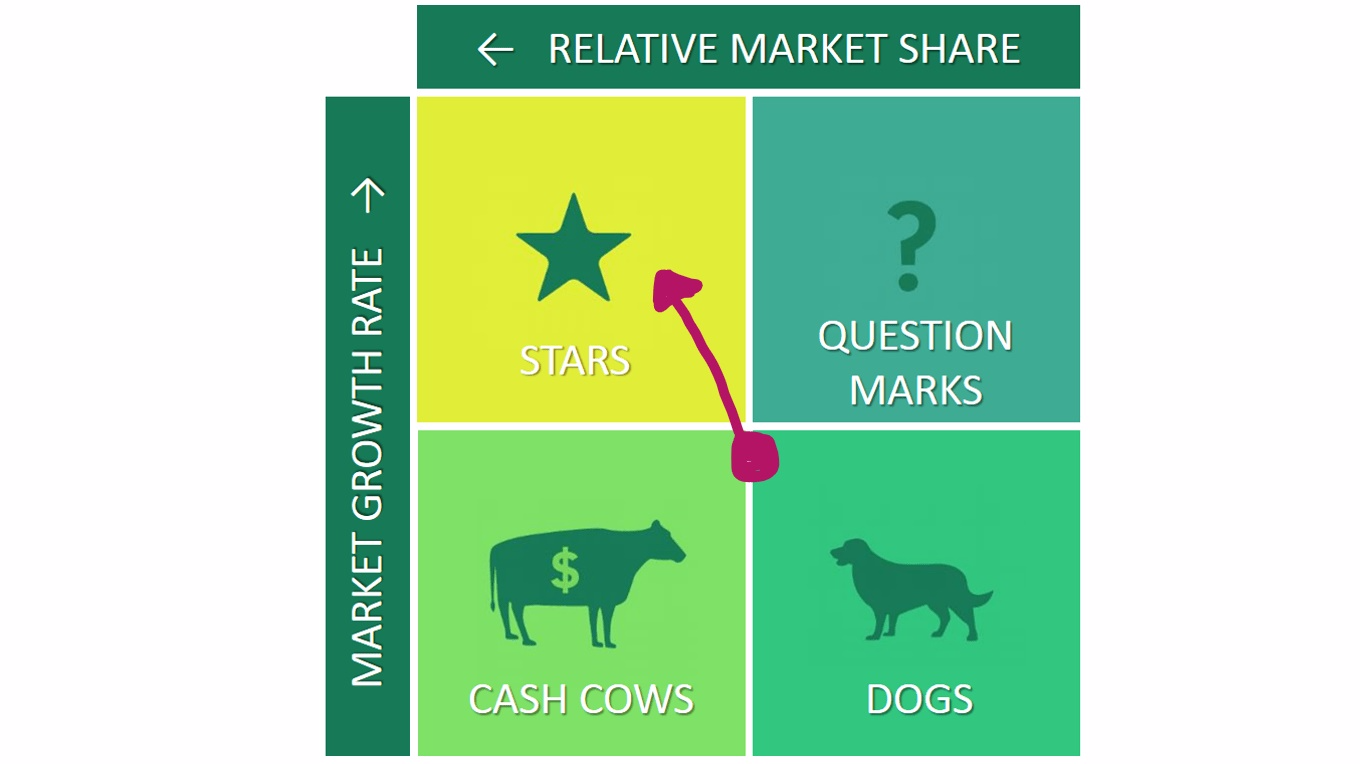 ← RELATIVE MARKET SHARE
MARKET GROWTH RATE →
STARS
?
QUESTION
MARKS
$
CASH COWS
DOGS